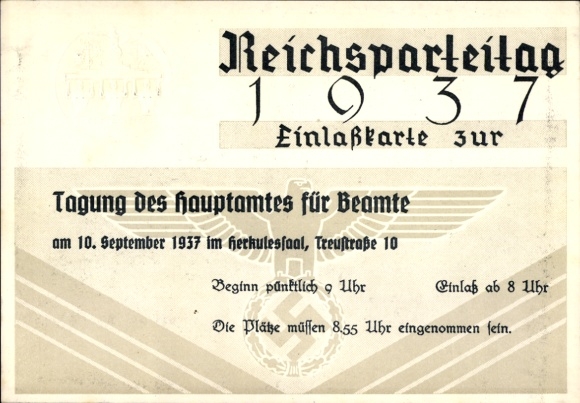 Reichsparteitag
1937
Einlaßkarte zur
Tagung des Hauptamtes für Beamte
am 10. September 1937 im Herkulessaal, Treustraße 10
Beginn pünktlich 9 Uhr Einlaß ab 8 Uhr
Die Plätze müssen 8.55 Uhr eingenommen sein.